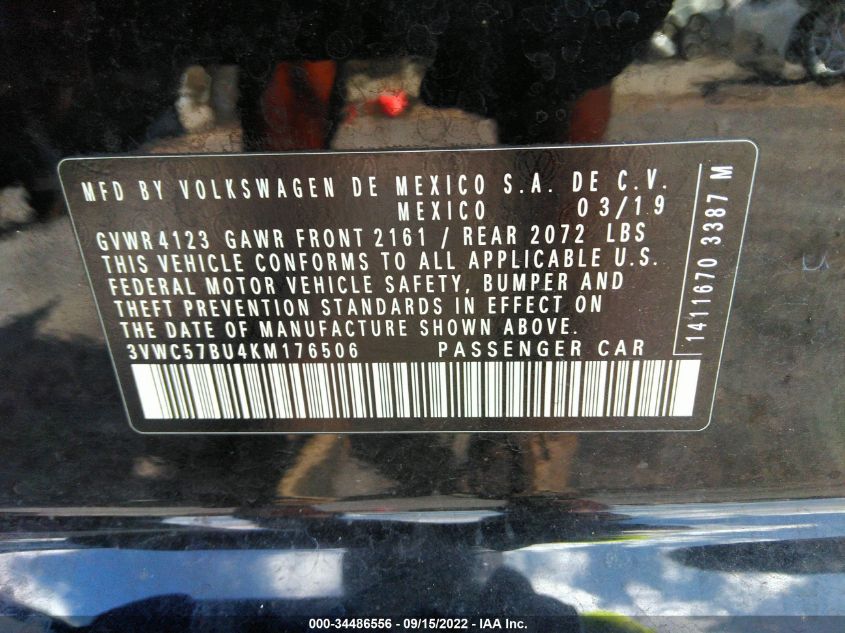 MFD BY VOLKSWAGEN DE MEXICO S.A. DE C.V.
MEXICO 03/19
GVWR 4123 GAWR FRONT 2161 / REAR 2072 LBS
THIS VEHICLE CONFORMS TO ALL APPLICABLE U.S.
FEDERAL MOTOR VEHICLE SAFETY, BUMPER AND
THEFT PREVENTION STANDARDS IN EFFECT ON
THE DATE OF MANUFACTURE SHOWN ABOVE.
3VWC57BU4KM176506 PASSENGER CAR
1411670 3387 M
000-34486556 - 09/15/2022 - IAA Inc.